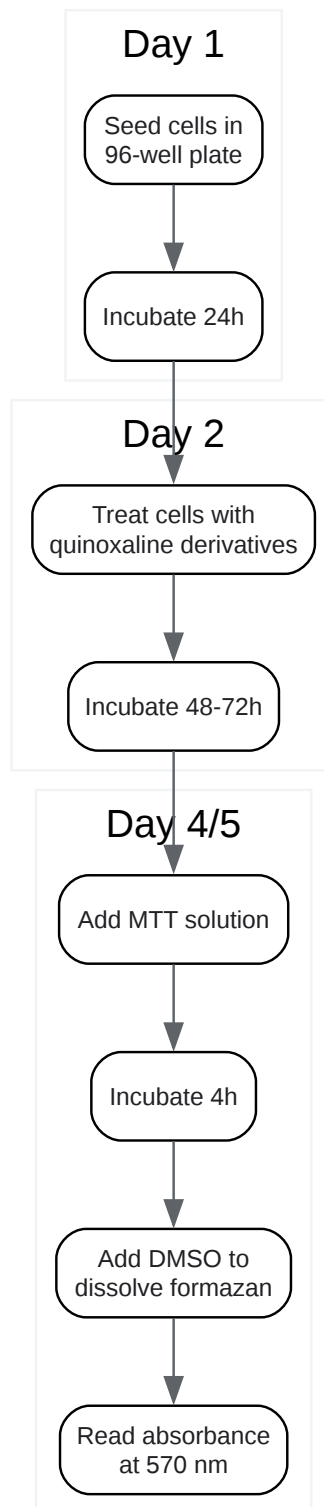 Day 1
Seed cells in
96-well plate
Incubate 24h
Day 2
Treat cells with
quinoxaline derivatives
Incubate 48-72h
Day 4/5
Add MTT solution
Incubate 4h
Add DMSO to
dissolve formazan
Read absorbance
at 570 nm